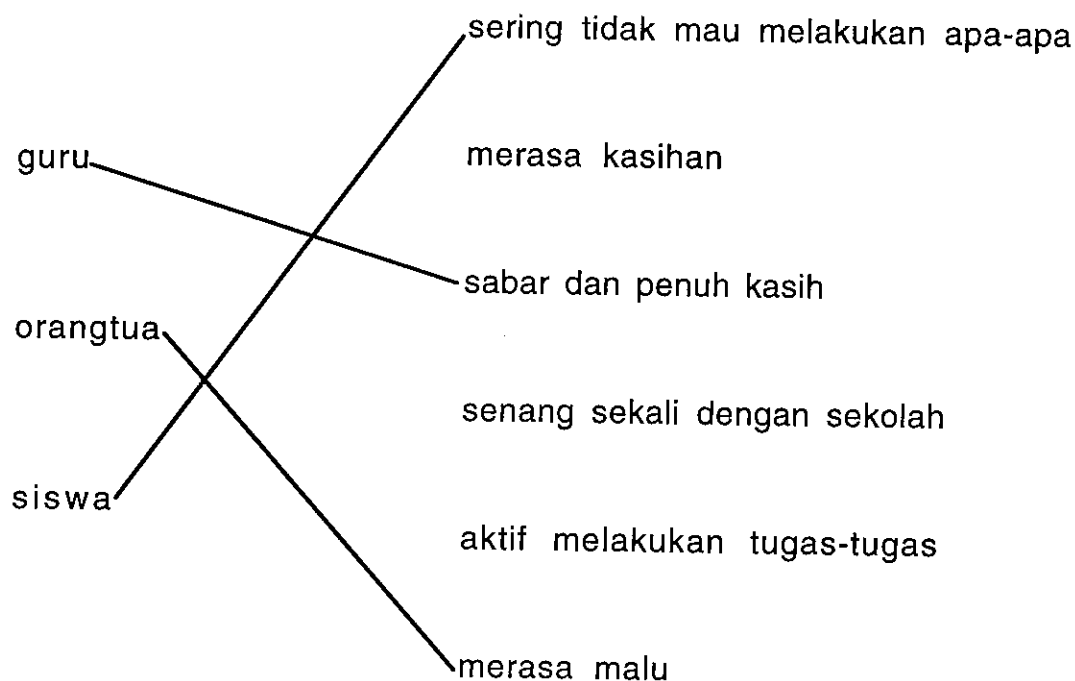 sering tidak mau melakukan apa-apa
guru
merasa kasihan
sabar dan penuh kasih
orangtua
senang sekali dengan sekolah
siswa
aktif melakukan tugas-tugas
merasa malu